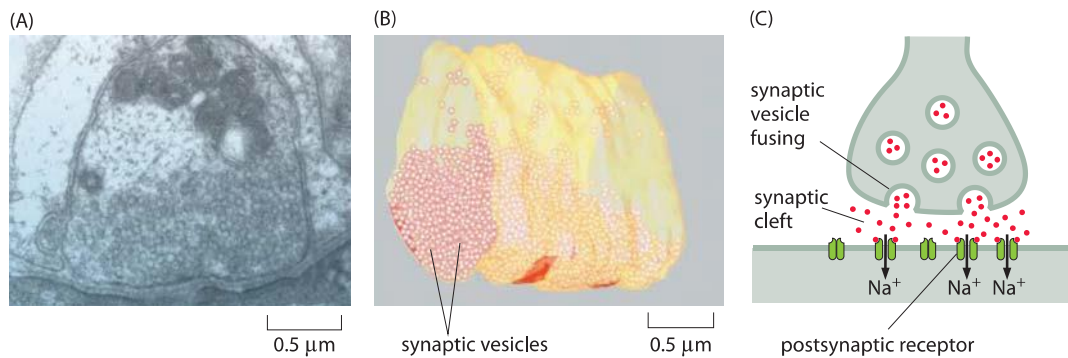 (A)
0.5 μm
(B)
synaptic vesicles
0.5 μm
(C)
synaptic
vesicle
fusing
synaptic
cleft
Na⁺
Na⁺
Na⁺
postsynaptic receptor